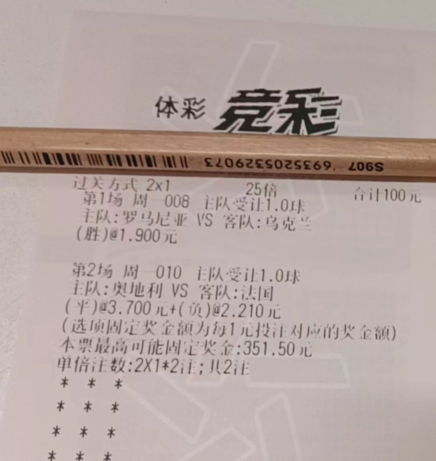 体彩 竞彩
S907 6935205329073
过关方式 2x1 25倍 合计100元
第1场 周一008 主队受让1.0球
主队:罗马尼亚 VS 客队:乌克兰
(胜)@1.900元
第2场 周一010 主队受让1.0球
主队:奥地利 VS 客队:法国
(平)@3.700元+(负)@2.210元
(选项固定奖金额为每1元投注对应的奖金额)
本票最高可能固定奖金:351.50元
单倍注数:2X1*2注;共2注
* * *
* * *
* * *
* * *